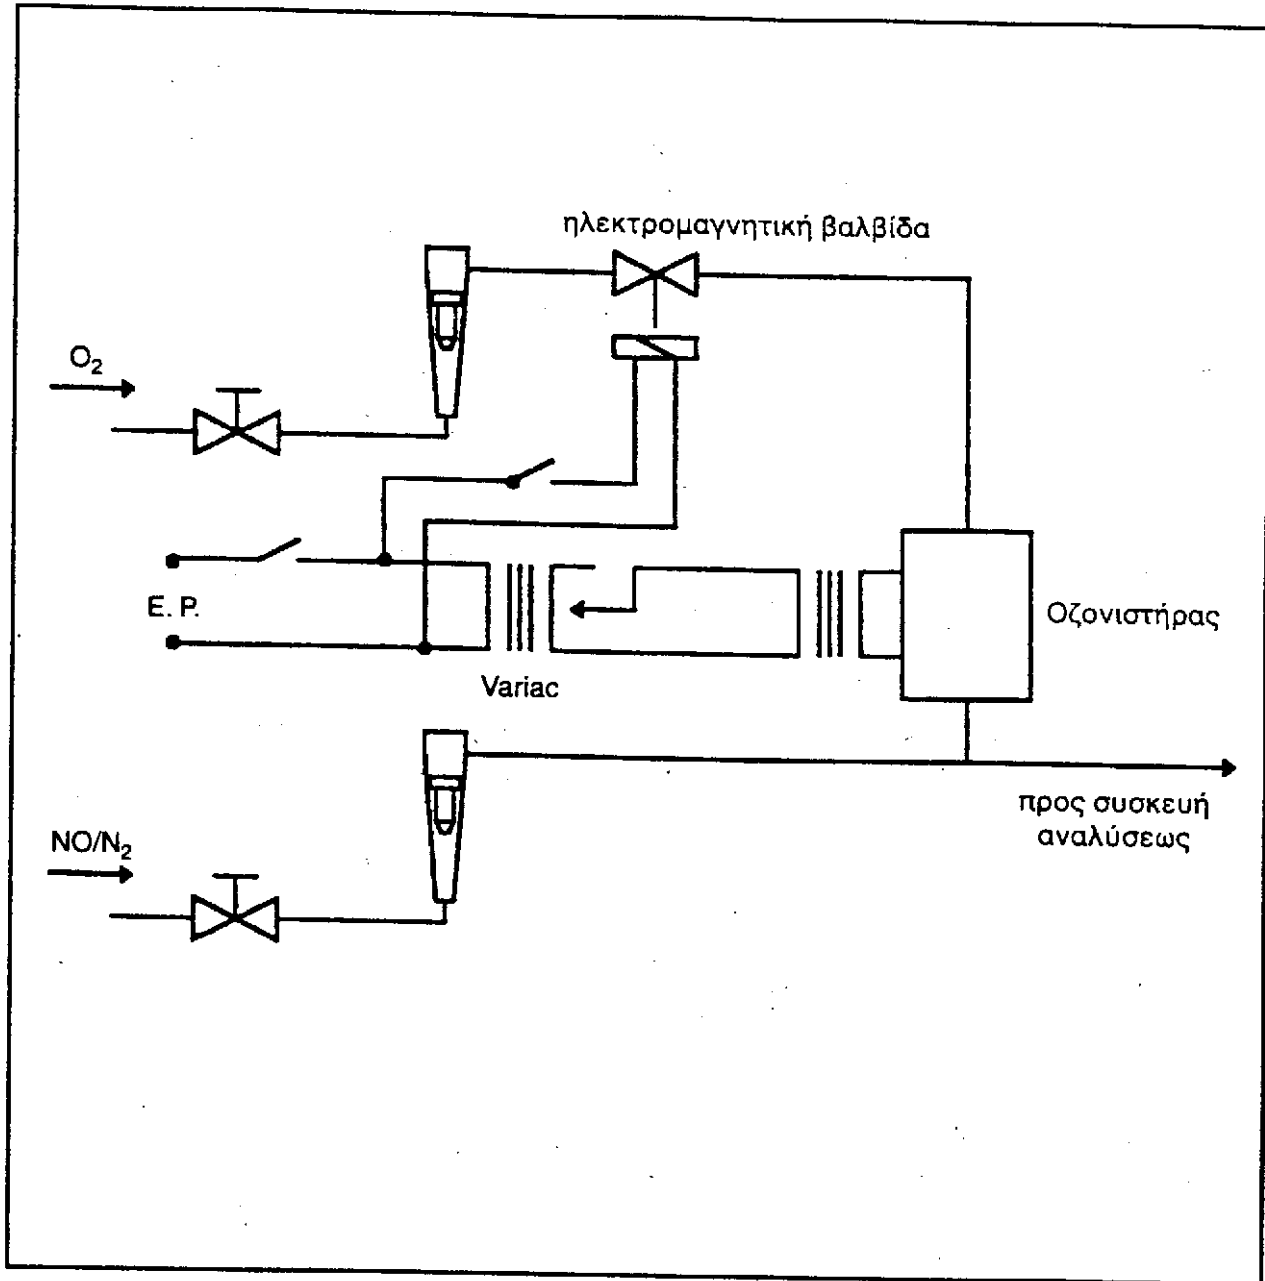 ηλεκτρομαγνητική βαλβίδα
O₂
Ε. Ρ.
Οζονιστήρας
Variac
προς συσκευή
αναλύσεως
NO/N₂